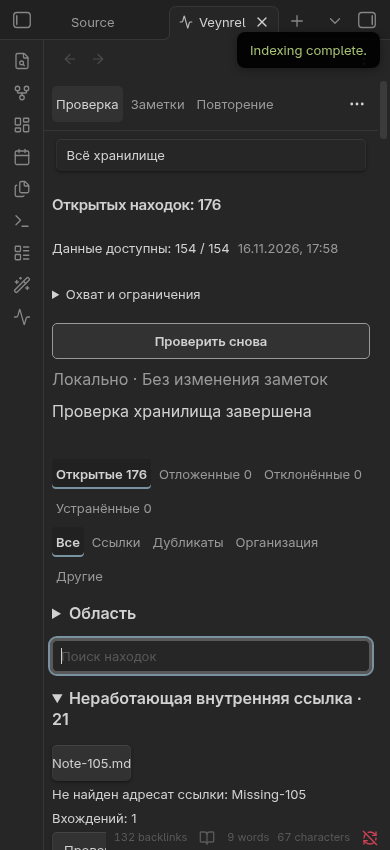 Source
Veynrel
Indexing complete.
Проверка Заметки Повторение
Всё хранилище
Открытых находок: 176
Данные доступны: 154 / 154 16.11.2026, 17:58
Охват и ограничения
Проверить снова
Локально · Без изменения заметок
Проверка хранилища завершена
Открытые 176 Отложенные 0 Отклонённые 0
Устранённые 0
Все Ссылки Дубликаты Организация
Другие
Область
Поиск находок
Неработающая внутренняя ссылка ·
21
Note-105.md
Не найден адресат ссылки: Missing-105
Вхождений: 1
132 backlinks 9 words 67 characters